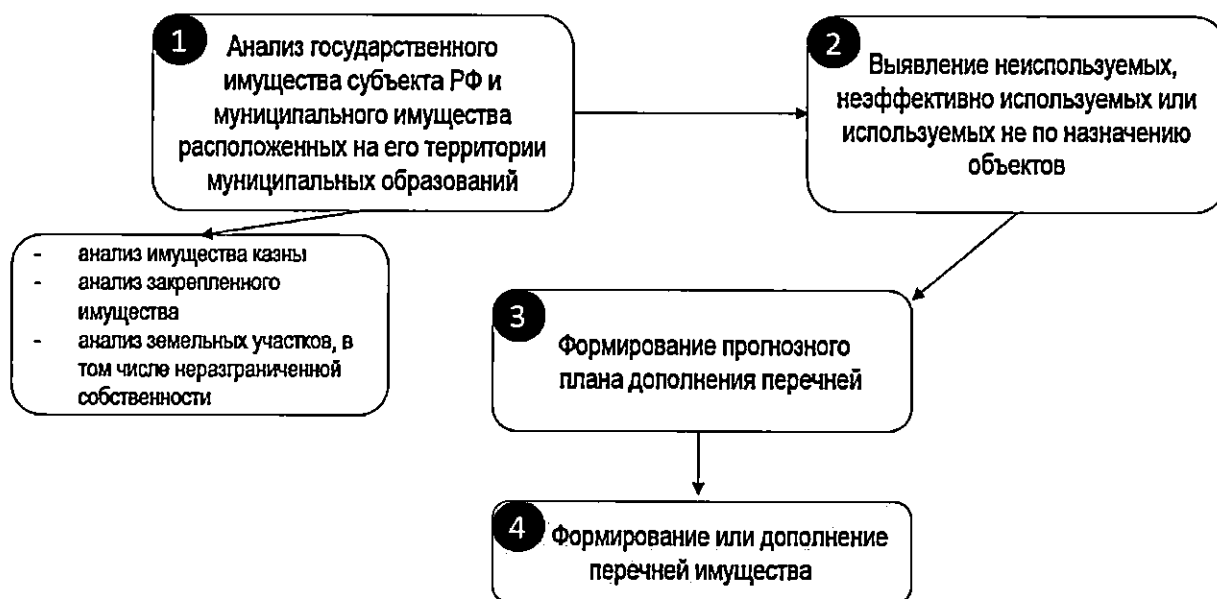 1
Анализ государственного
имущества субъекта РФ и
муниципального имущества
расположенных на его территории
муниципальных образований
2
Выявление неиспользуемых,
неэффективно используемых или
используемых не по назначению
объектов
- анализ имущества казны
- анализ закрепленного
имущества
- анализ земельных участков, в
том числе неразграниченной
собственности
3
Формирование прогнозного
плана дополнения перечней
4
Формирование или дополнение
перечней имущества